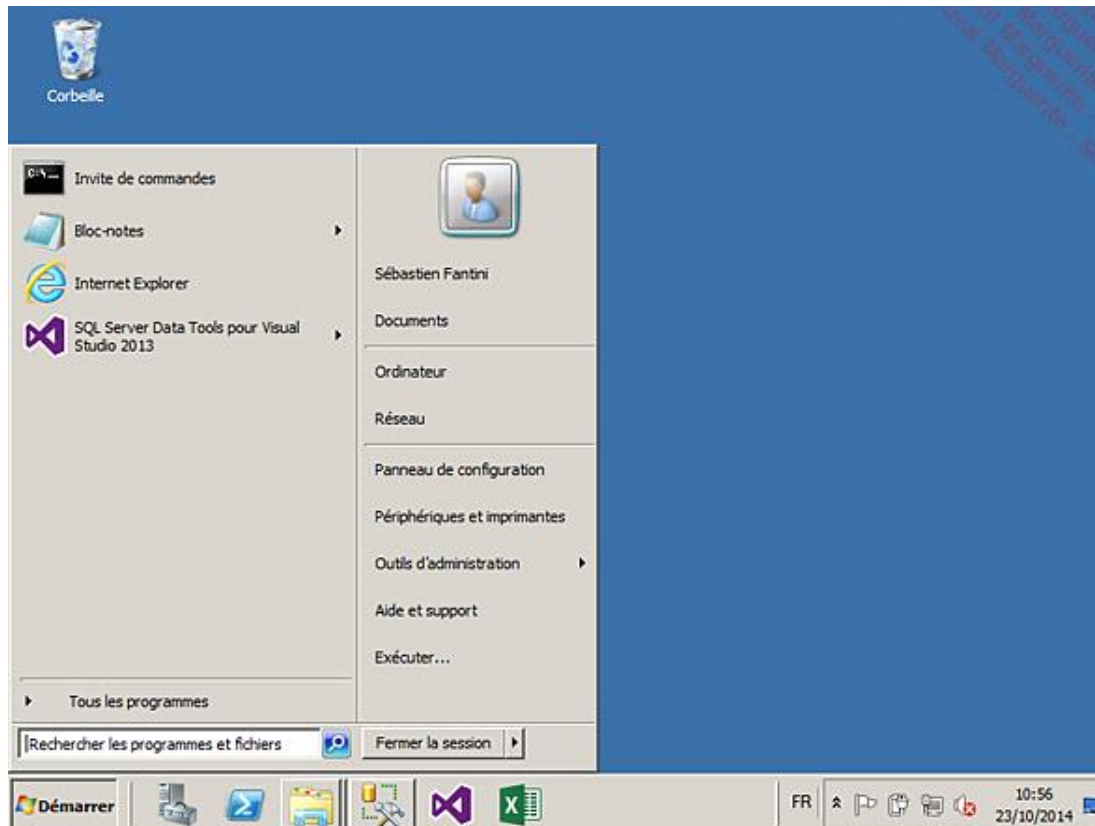 Corbeille
Invite de commandes
Bloc-notes
Internet Explorer
SQL Server Data Tools pour Visual
Studio 2013
Tous les programmes
Rechercher les programmes et fichiers
Sébastien Fantini
Documents
Ordinateur
Réseau
Panneau de configuration
Périphériques et imprimantes
Outils d'administration
Aide et support
Exécuter...
Fermer la session
Démarrer
FR
10:56
23/10/2014